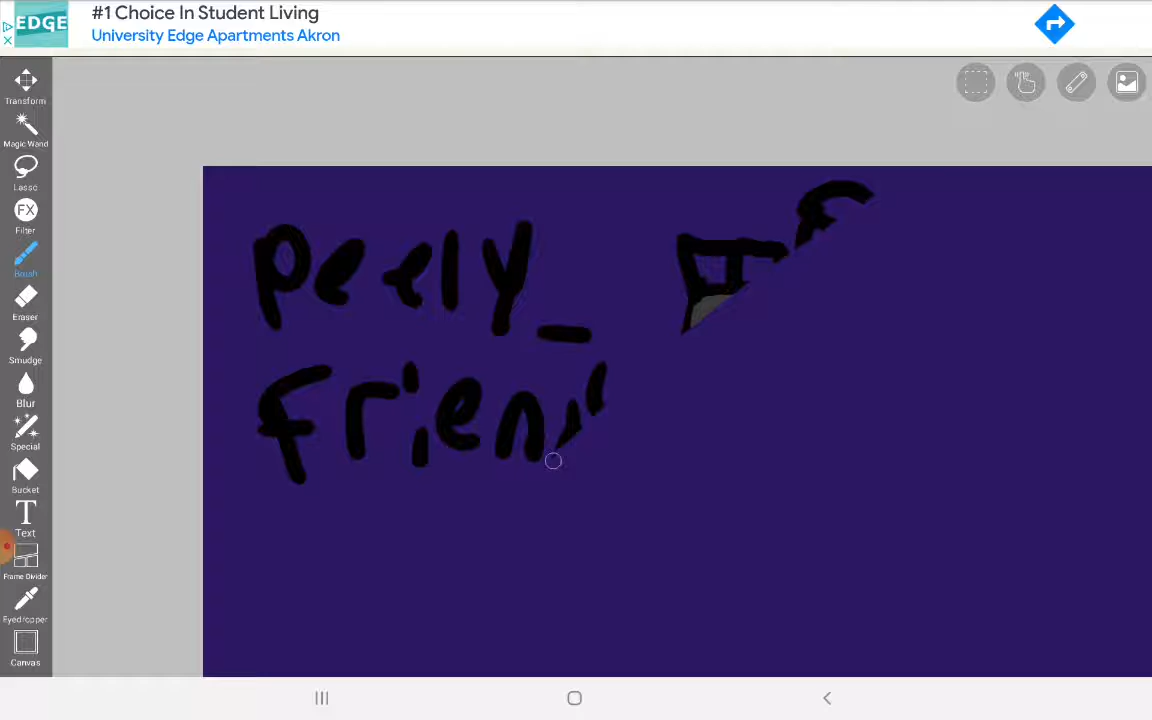 #1 Choice In Student Living
EDGE
University Edge Apartments Akron
Transform
Magic Wand
Lasso
FX
Filter
Brush
Eraser
Smudge
Blur
Special
Bucket
T
Text
Frame Divider
Eyedropper
Canvas
Peely_
Frien